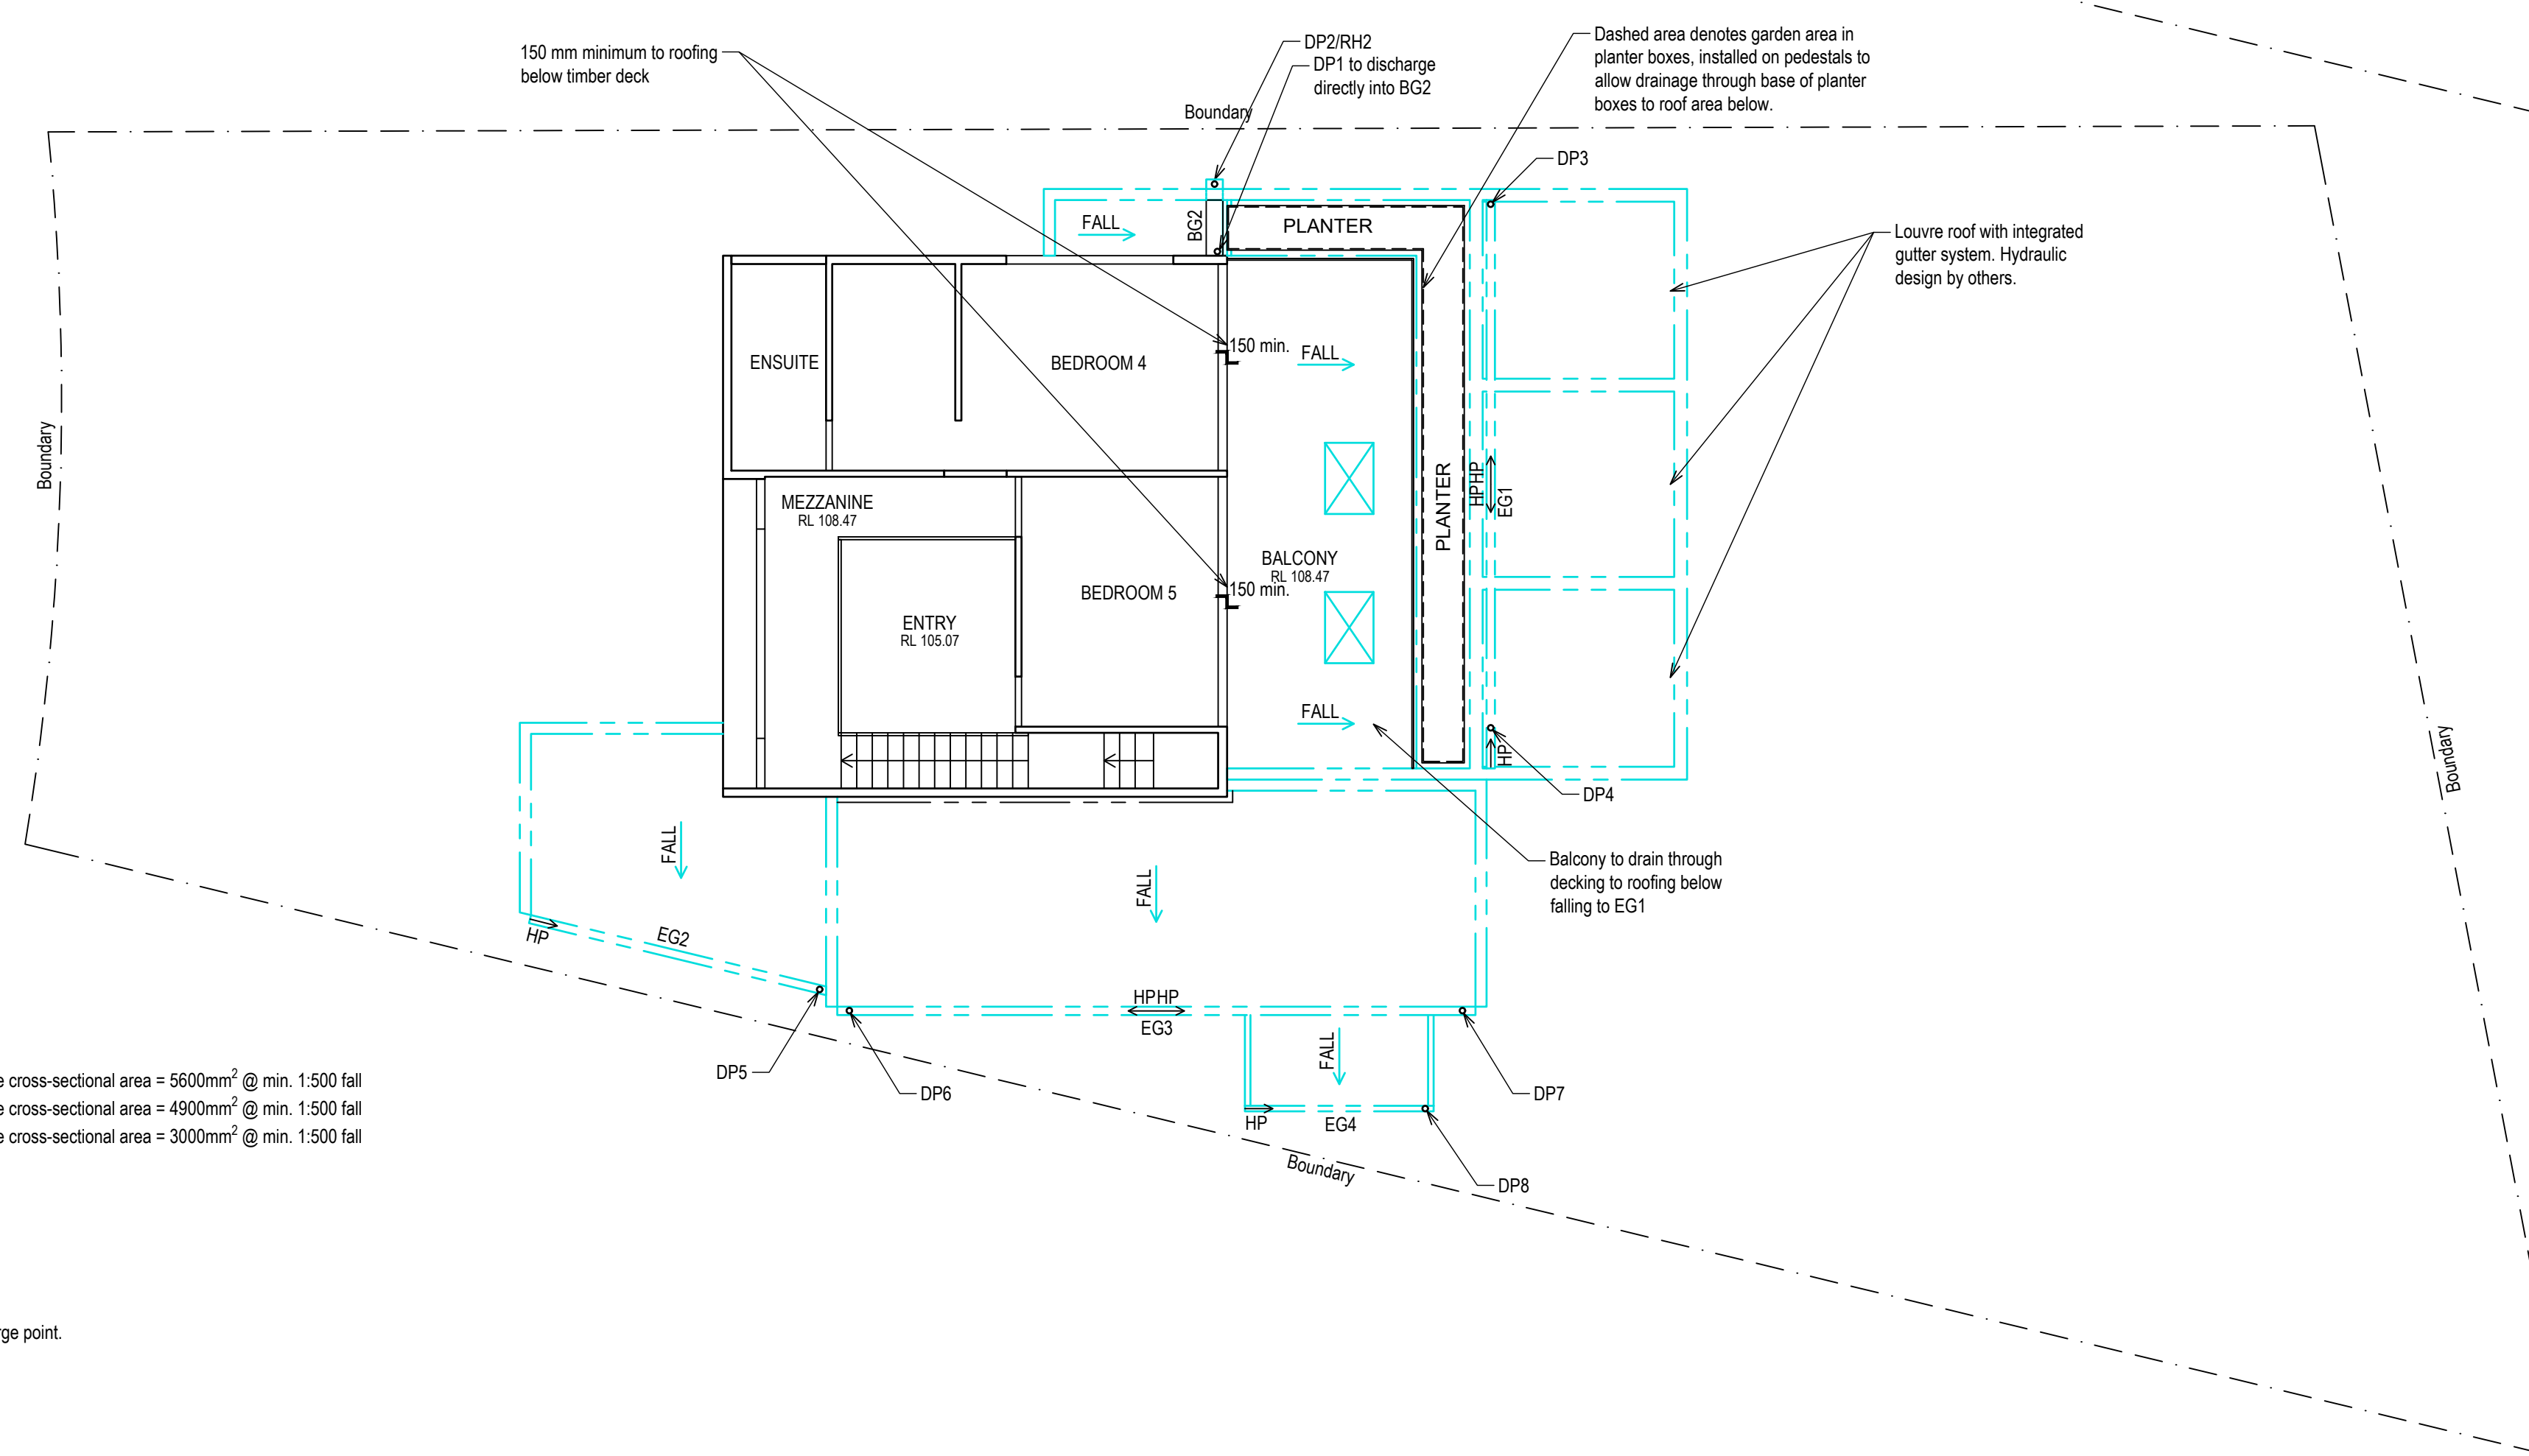 150 mm minimum to roofing
below timber deck
DP2/RH2
DP1 to discharge
directly into BG2
Dashed area denotes garden area in
planter boxes, installed on pedestals to
allow drainage through base of planter
boxes to roof area below.
Boundary
DP3
FALL
BG2
PLANTER
Louvre roof with integrated
gutter system. Hydraulic
design by others.
ENSUITE
BEDROOM 4
150 min.
FALL
Boundary
MEZZANINE
RL 108.47
PLANTER
HPHP
EG1
BALCONY
RL 108.47
150 min.
BEDROOM 5
ENTRY
RL 105.07
FALL
HP
Boundary
DP4
FALL
FALL
Balcony to drain through
decking to roofing below
falling to EG1
HP
EG2
HPHP
EG3
FALL
DP5
DP6
DP7
HP
EG4
Boundary
DP8
e cross-sectional area = 5600mm² @ min. 1:500 fall
e cross-sectional area = 4900mm² @ min. 1:500 fall
e cross-sectional area = 3000mm² @ min. 1:500 fall
rge point.